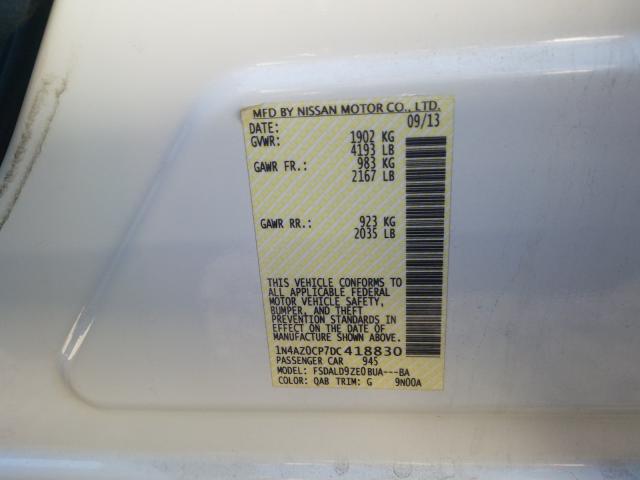 MFD BY NISSAN MOTOR CO., LTD.
DATE: 09/13
GVWR: 1902 KG
4193 LB
GAWR FR.: 983 KG
2167 LB
GAWR RR.: 923 KG
2035 LB
THIS VEHICLE CONFORMS TO
ALL APPLICABLE FEDERAL
MOTOR VEHICLE SAFETY,
BUMPER, AND THEFT
PREVENTION STANDARDS IN
EFFECT ON THE DATE OF
MANUFACTURE SHOWN ABOVE.
1N4AZ0CP7DC418830
PASSENGER CAR 945
MODEL: FSDALD9ZE0BUA---BA
COLOR: QAB TRIM: G 9N00A